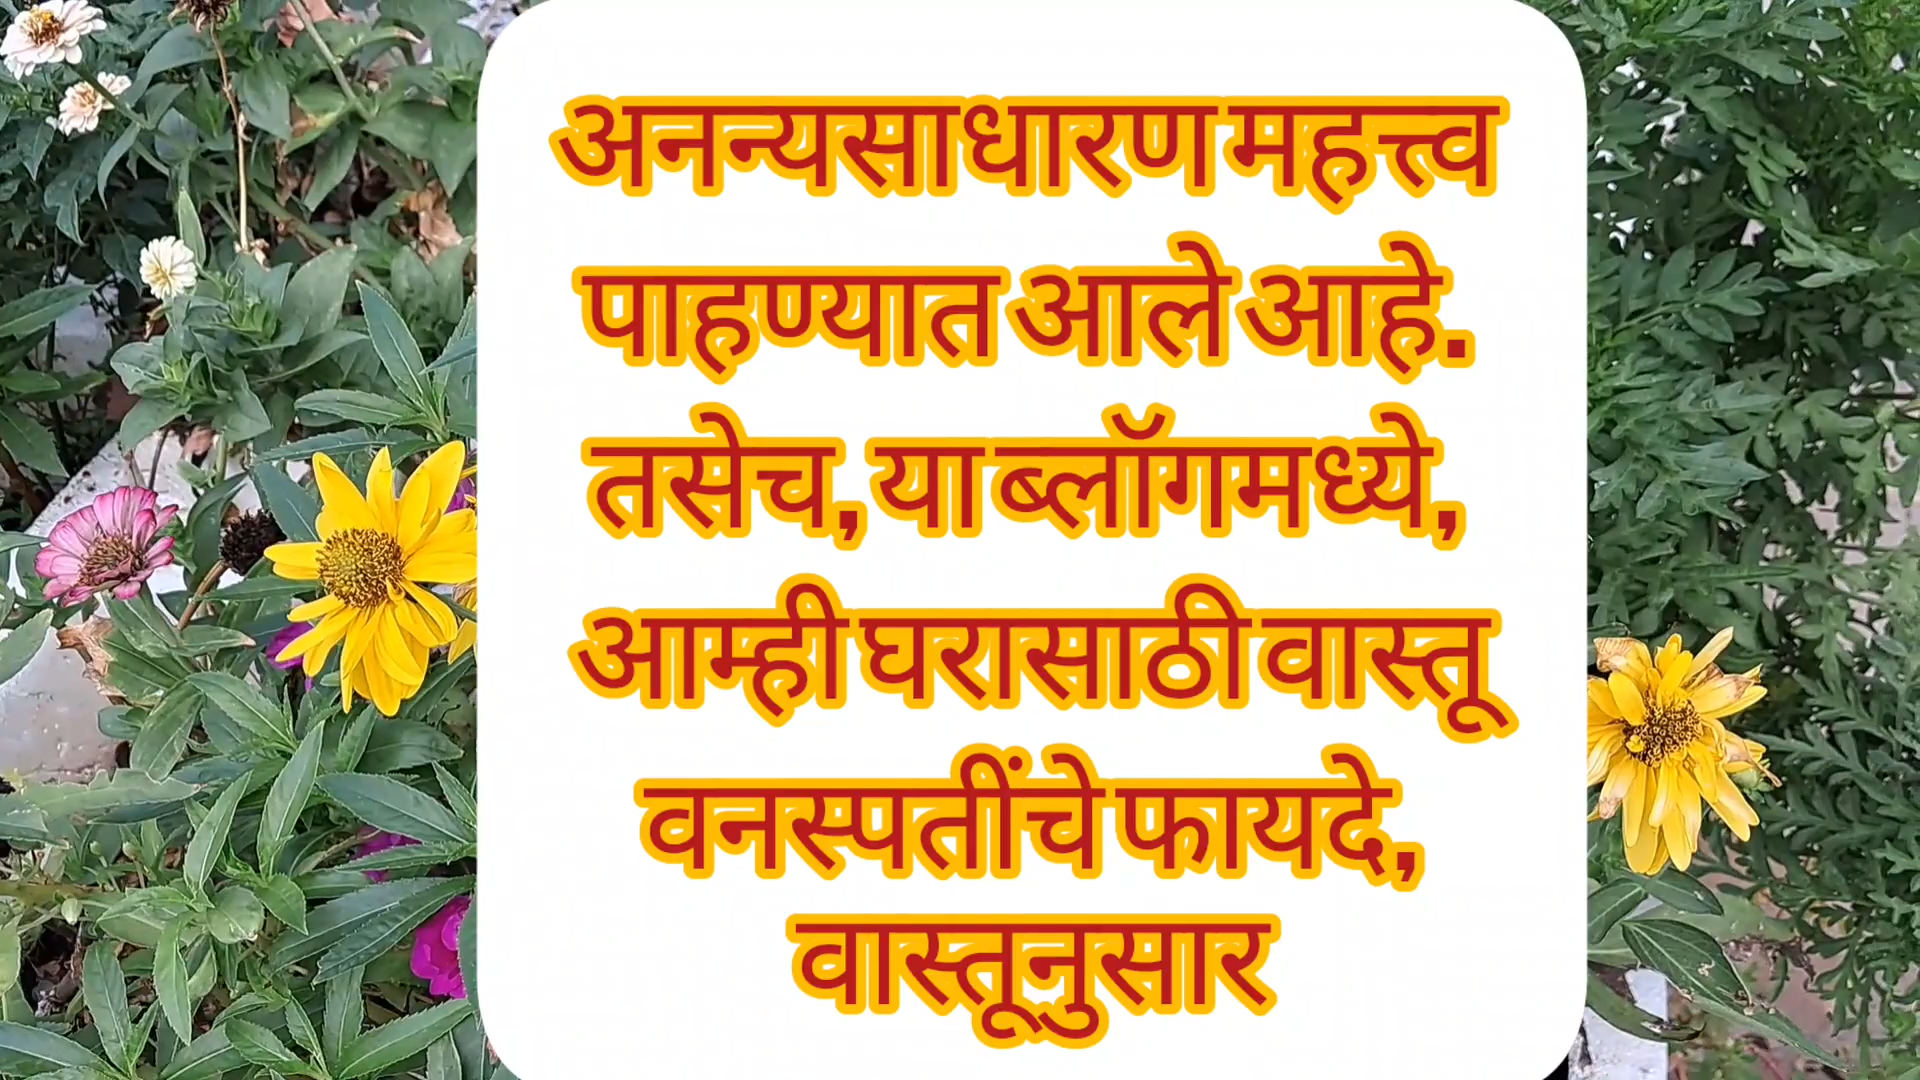 अनन्यसाधारण महत्त्व
पाहण्यात आले आहे.
तसेच, या ब्लॉगमध्ये,
आम्ही घरासाठी वास्तू
वनस्पतींचे फायदे,
वास्तूनुसार